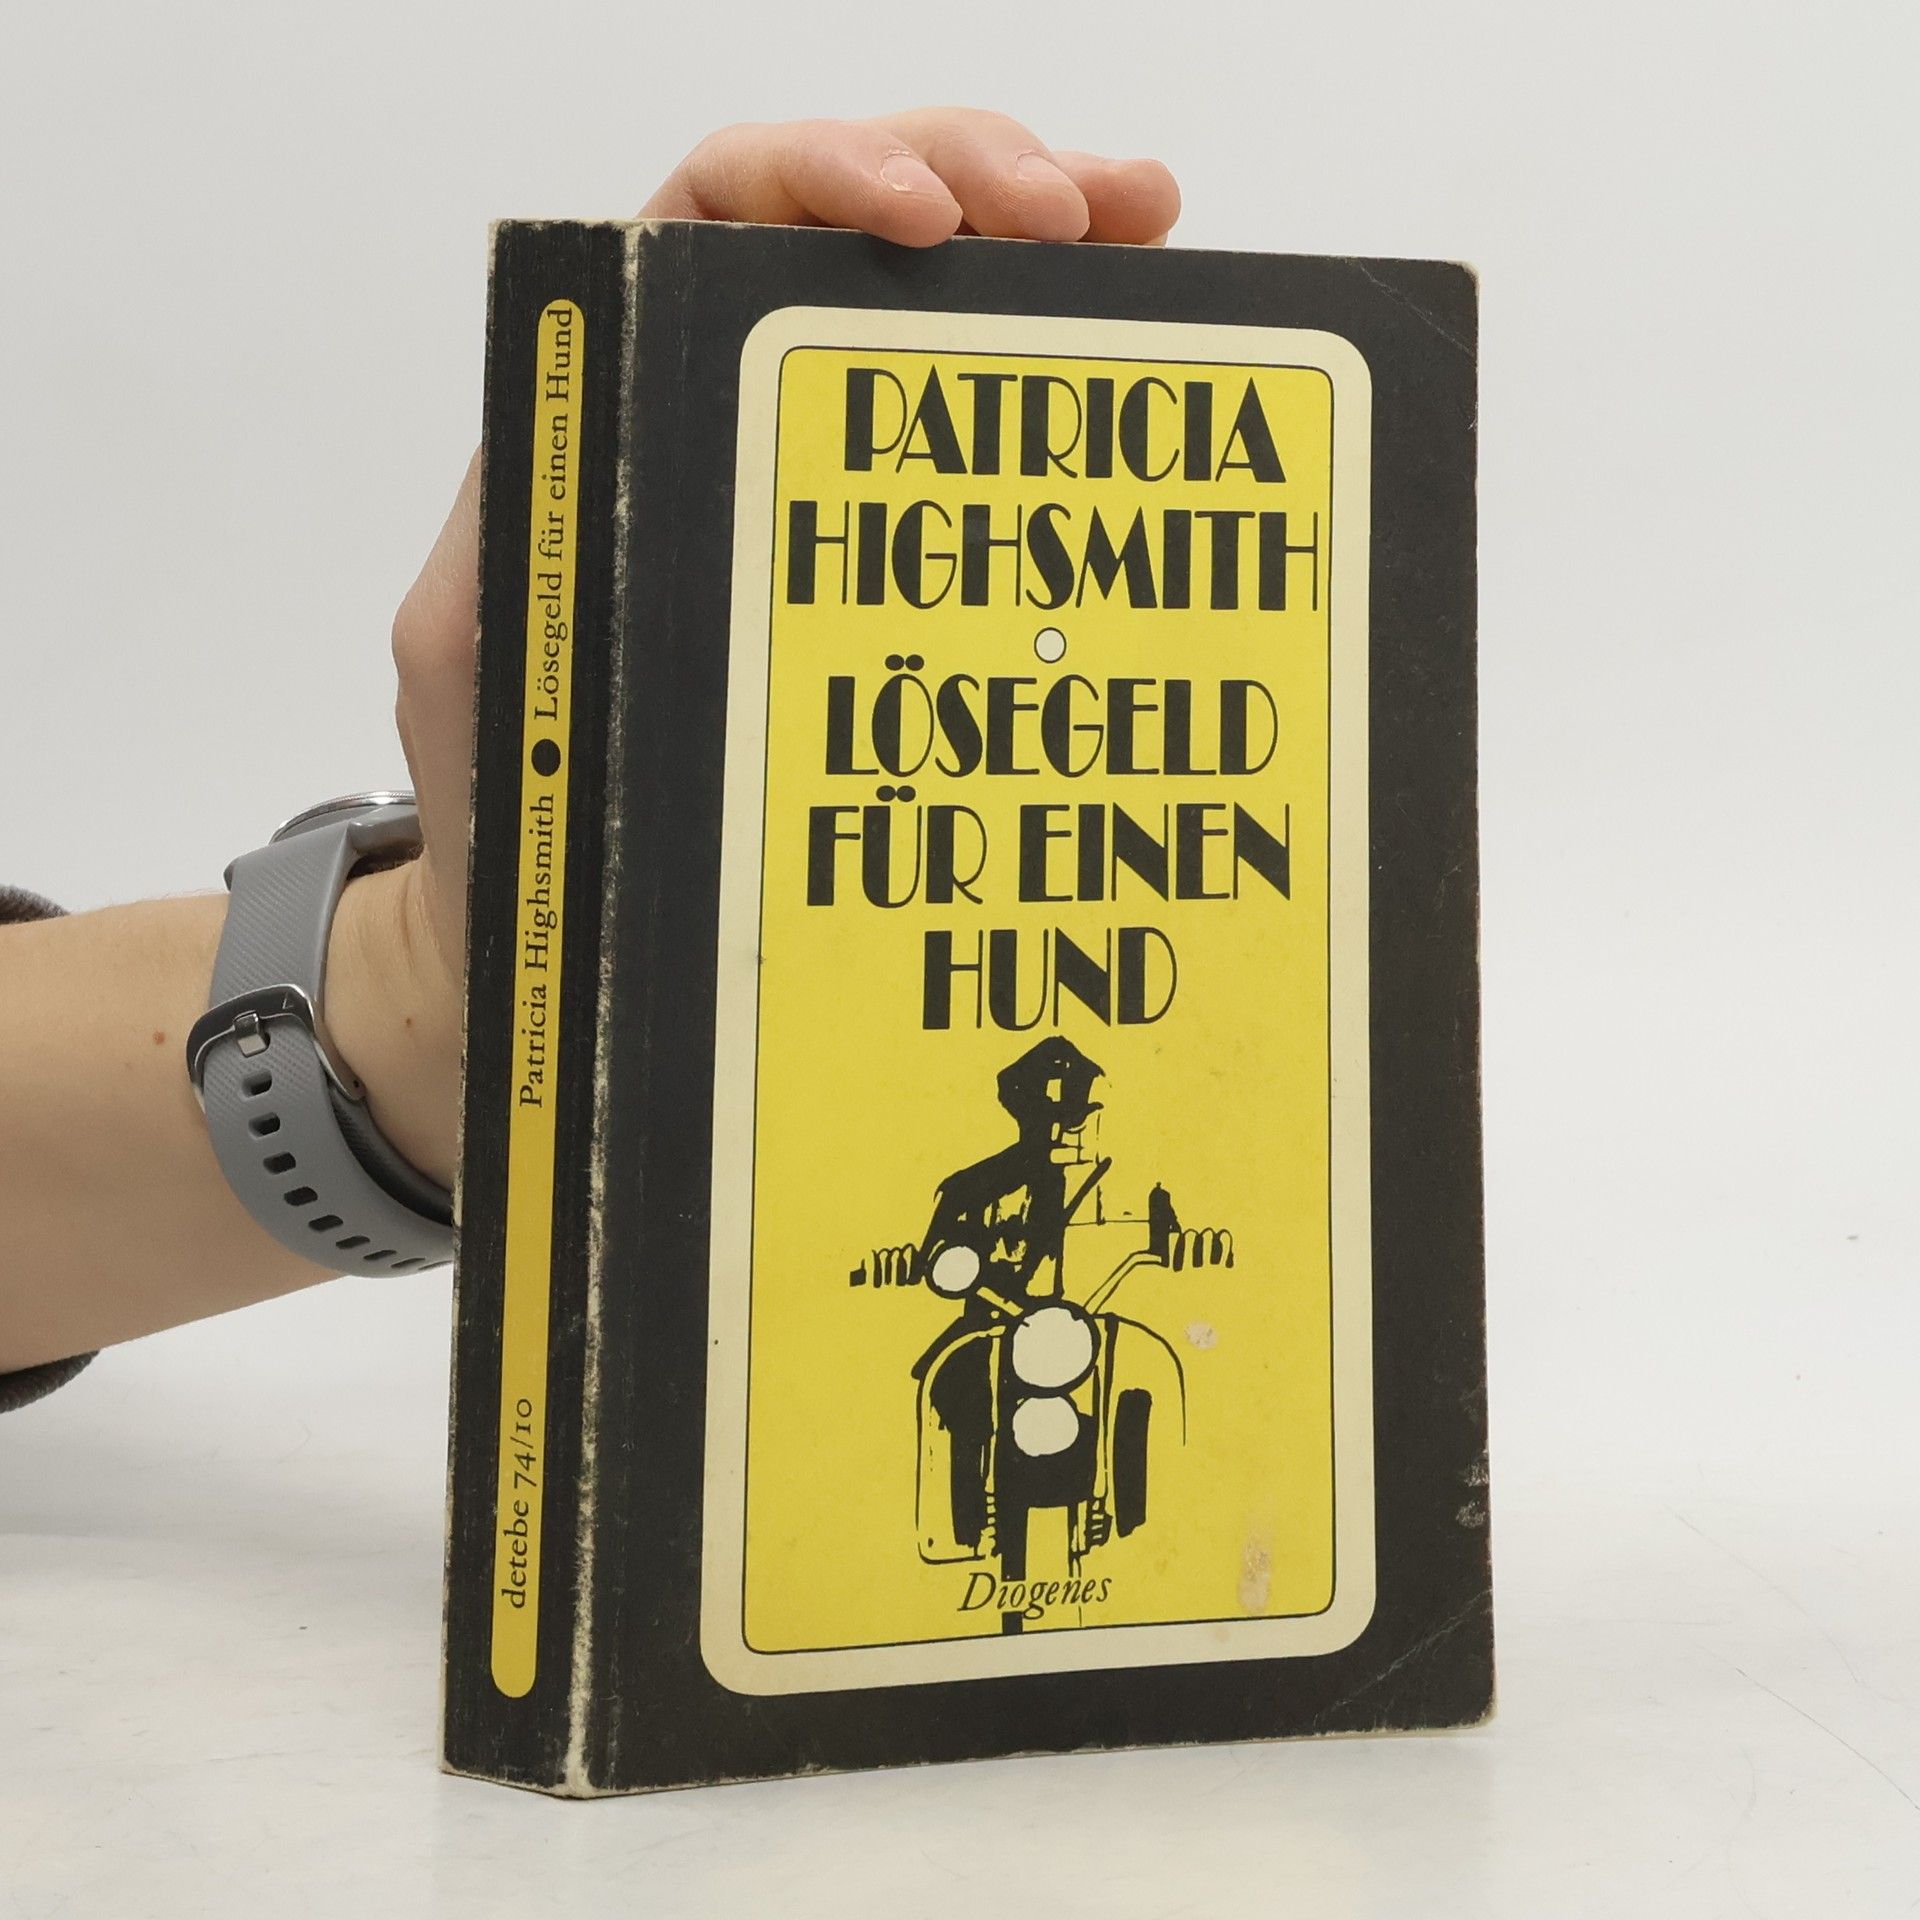 Patricia Highsmith ● Lösegeld für einen Hund
detebe 74/10
PATRICIA
HIGHSMITH
LÖSEGELD
FÜR EINEN
HUND
Diogenes